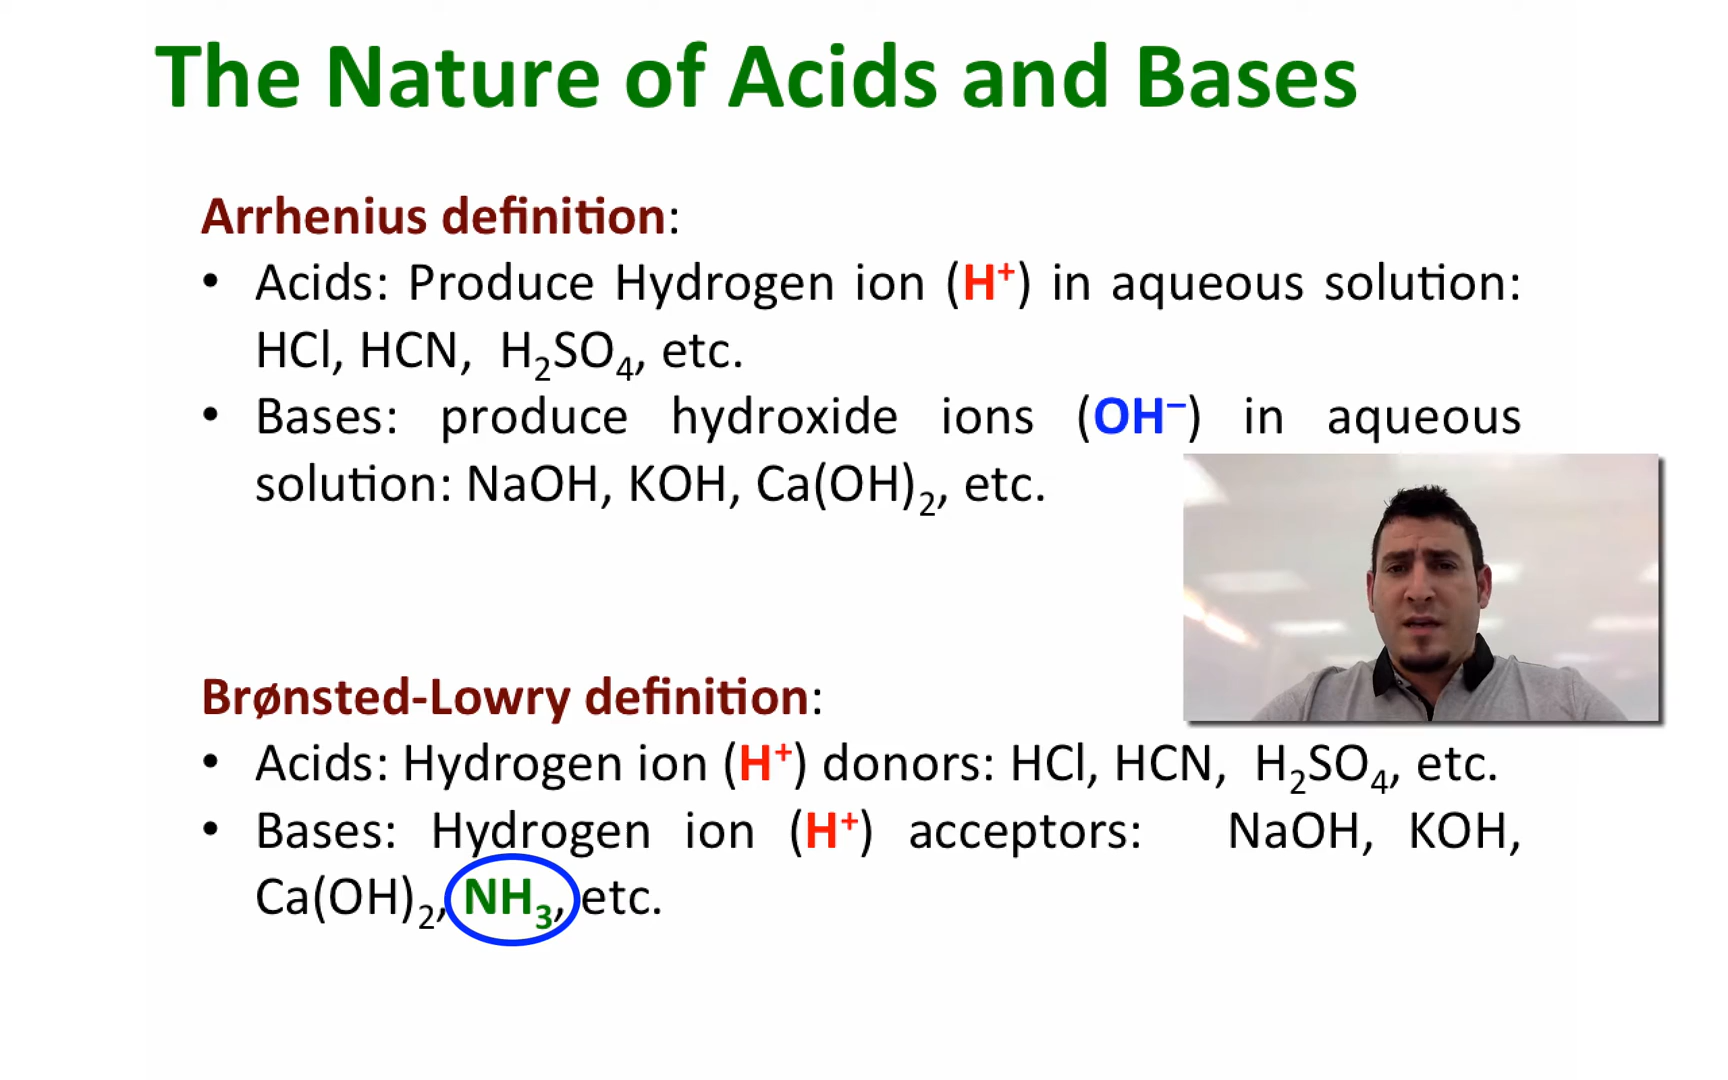 The Nature of Acids and Bases
Arrhenius definition:
• Acids: Produce Hydrogen ion (H⁺) in aqueous solution:
HCl, HCN, H₂SO₄, etc.
• Bases: produce hydroxide ions (OH⁻) in aqueous
solution: NaOH, KOH, Ca(OH)₂, etc.
Brønsted-Lowry definition:
• Acids: Hydrogen ion (H⁺) donors: HCl, HCN, H₂SO₄, etc.
• Bases: Hydrogen ion (H⁺) acceptors: NaOH, KOH,
Ca(OH)₂, NH₃, etc.